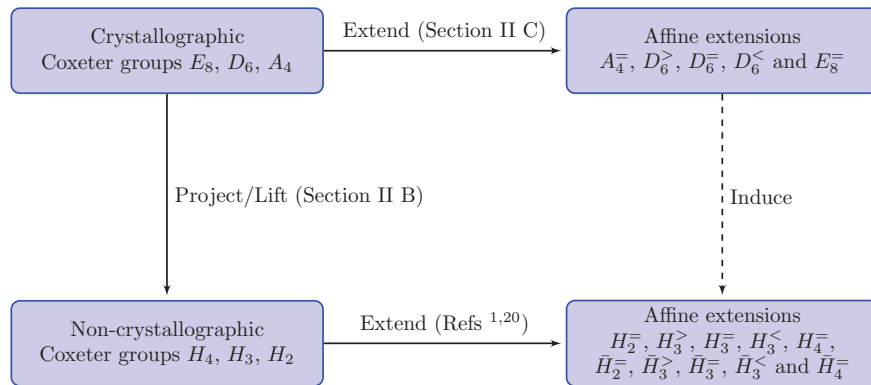 Crystallographic
Coxeter groups E₈, D₆, A₄
Extend (Section II C)
Affine extensions
A₄⁼, D₆^>, D₆⁼, D₆^< and E₈⁼
Project/Lift (Section II B)
Induce
Non-crystallographic
Coxeter groups H₄, H₃, H₂
Extend (Refs ¹,²⁰)
Affine extensions
H₂⁼, H₃^>, H₃⁼, H₃^<, H₄⁼,
H̄₂⁼, H̄₃^>, H̄₃⁼, H̄₃^< and H̄₄⁼